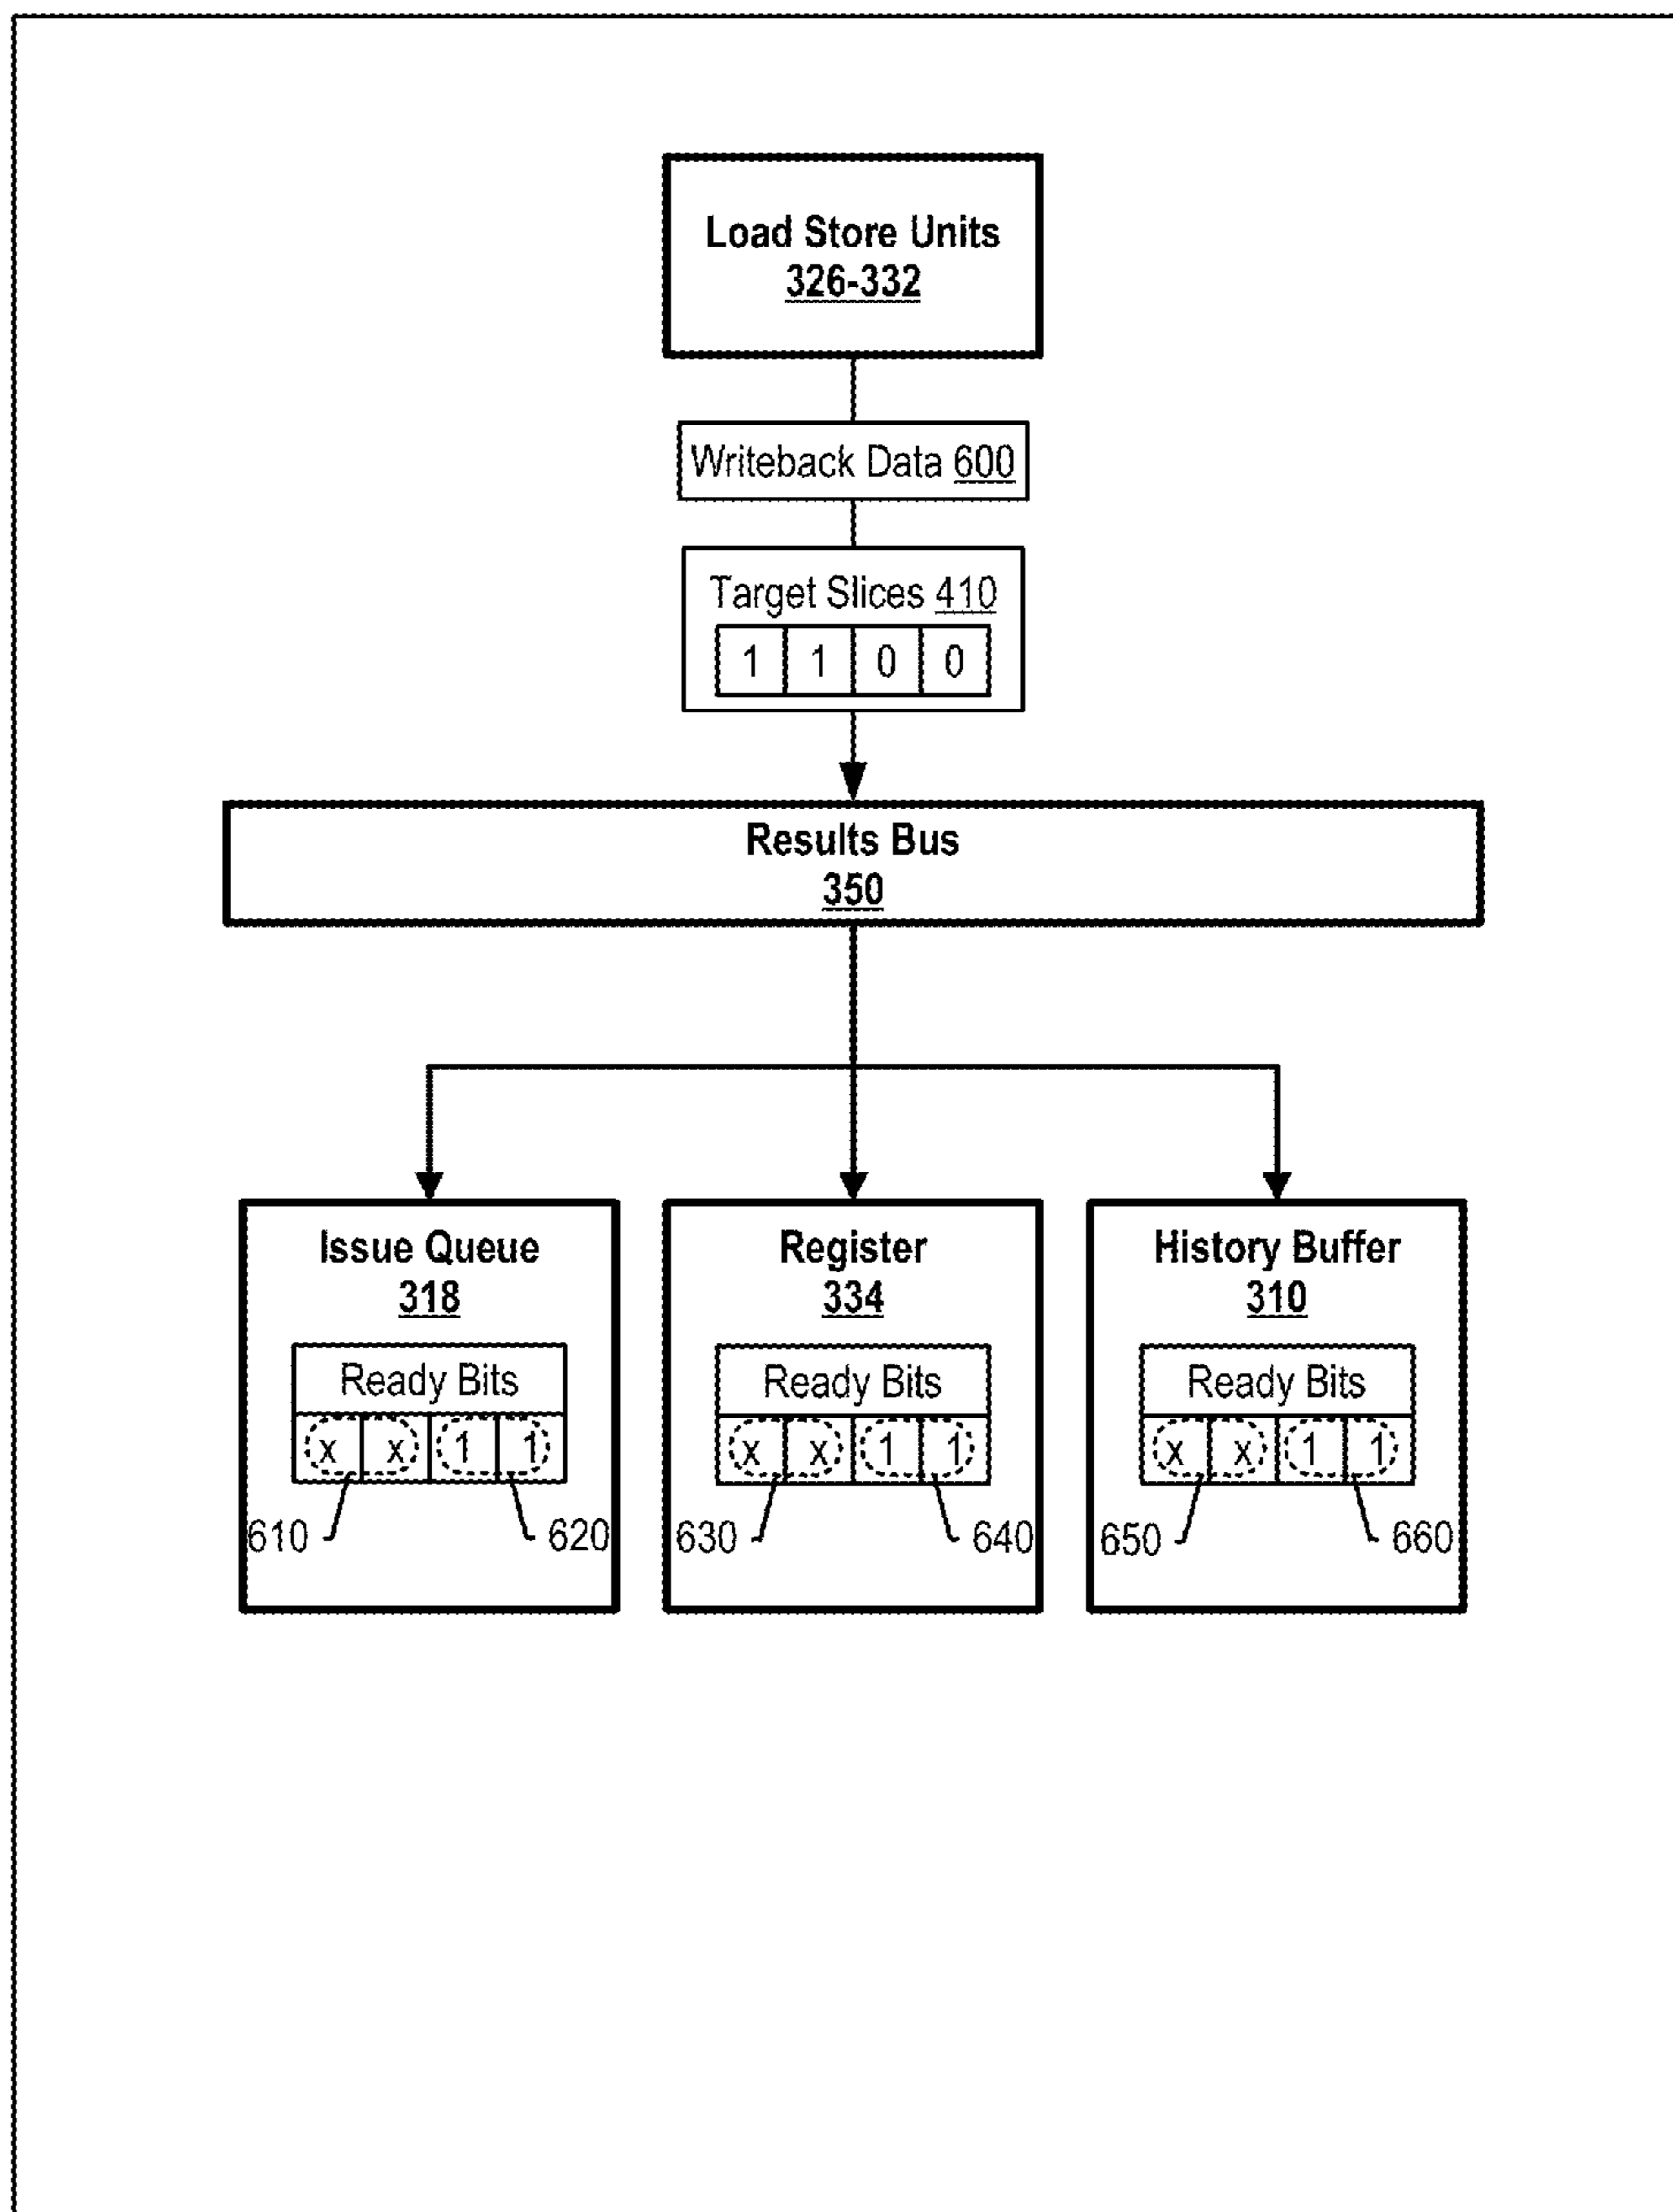 Load Store Units
326-332
Writeback Data 600
Target Slices 410
1 1 0 0
Results Bus
350
Issue Queue
318
Ready Bits
x x 1 1
610 620
Register
334
Ready Bits
x x 1 1
630 640
History Buffer
310
Ready Bits
x x 1 1
650 660